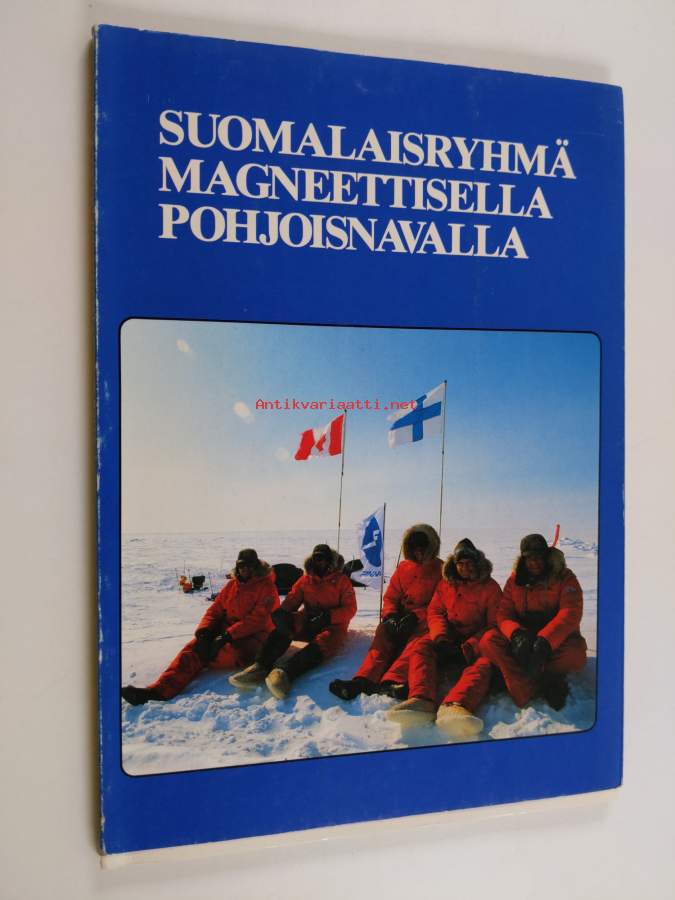 SUOMALAISRYHMÄ
MAGNEETTISELLA
POHJOISNAVALLA
Antikvariaatti.net